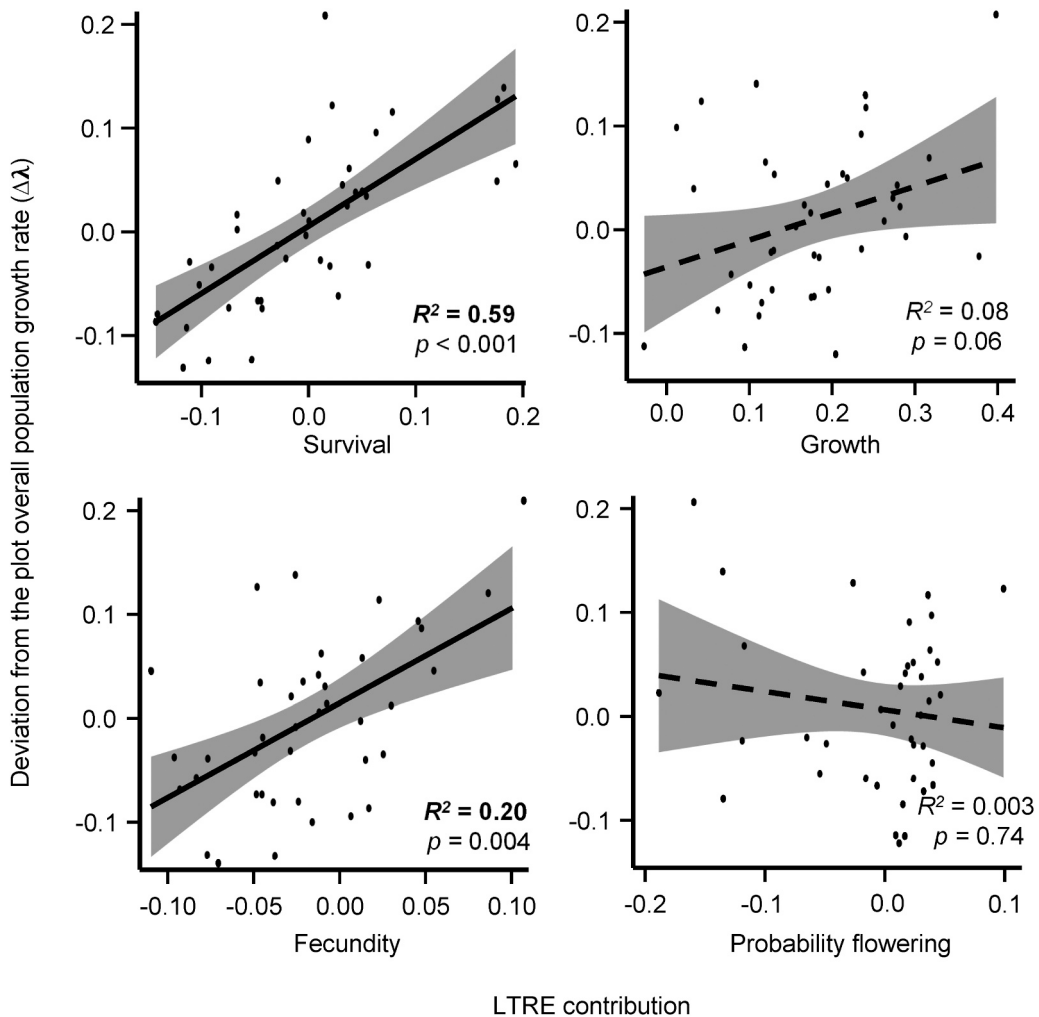 Deviation from the plot overall population growth rate (Δλ)
0.2
0.1
0.0
-0.1
R² = 0.59
p < 0.001
-0.1
0.0
0.1
0.2
Survival
0.2
0.1
0.0
-0.1
R² = 0.08
p = 0.06
0.0
0.1
0.2
0.3
0.4
Growth
0.2
0.1
0.0
-0.1
R² = 0.20
p = 0.004
-0.10
-0.05
0.00
0.05
0.10
Fecundity
0.2
0.1
0.0
-0.1
R² = 0.003
p = 0.74
-0.2
-0.1
0.0
0.1
Probability flowering
LTRE contribution